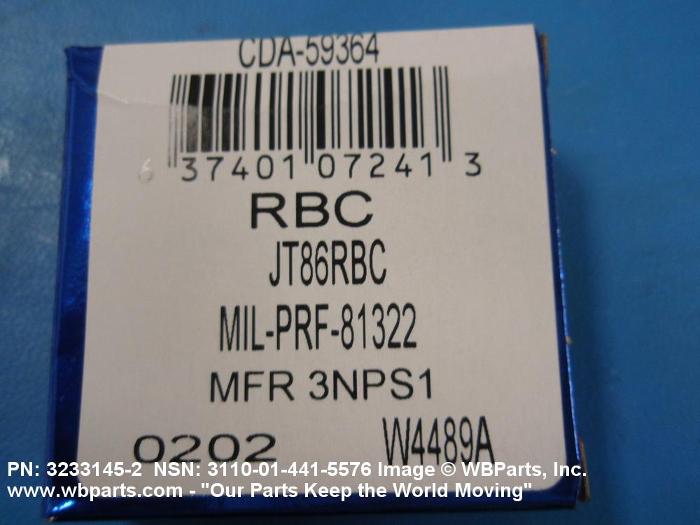 CDA-59364
6 37401 07241 3
RBC
JT86RBC
MIL-PRF-81322
MFR 3NPS1
0202 W4489A
PN: 3233145-2 NSN: 3110-01-441-5576 Image © WBParts, Inc.
www.wbparts.com - "Our Parts Keep the World Moving"